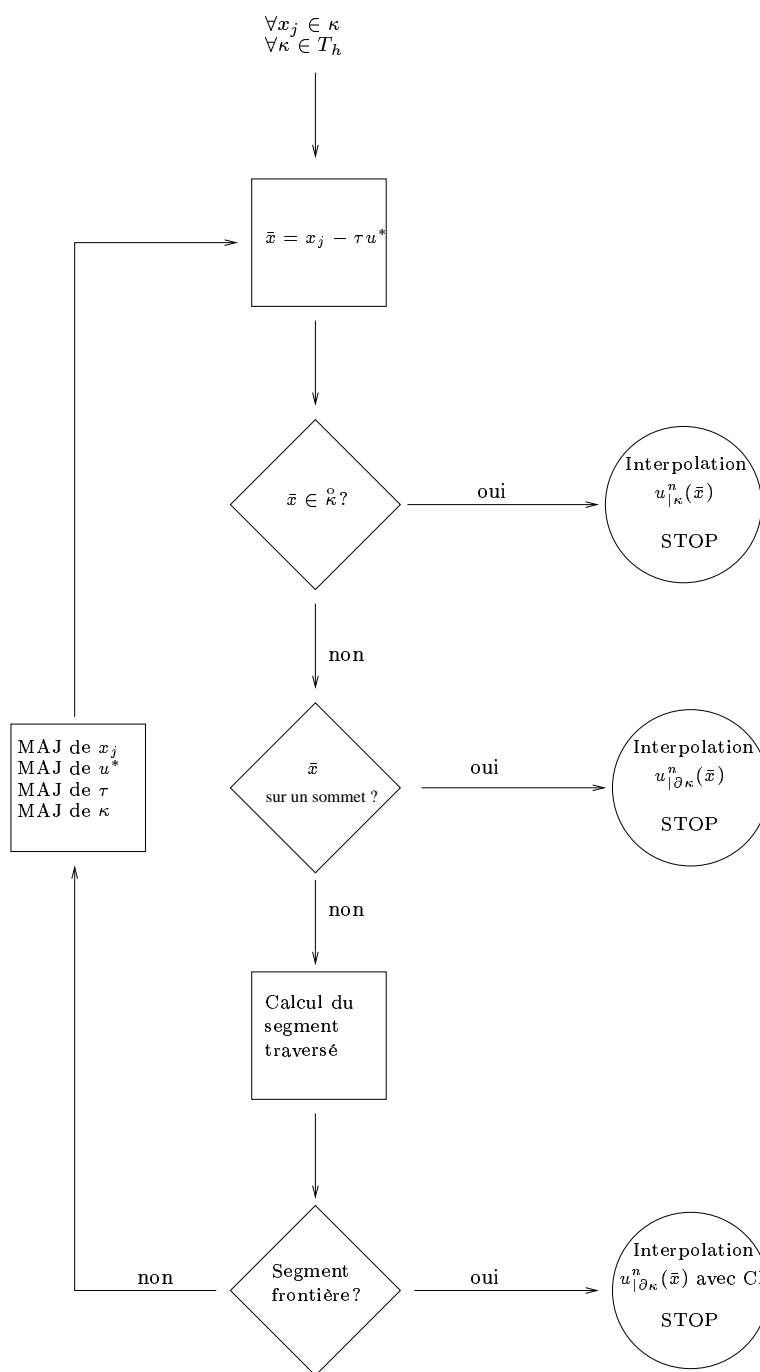 ∀x_j ∈ κ
∀κ ∈ T_h
x̄ = x_j − τu*
x̄ ∈ κ̊ ?
oui
Interpolation
u^n_{|κ}(x̄)
STOP
non
MAJ de x_j
MAJ de u*
MAJ de τ
MAJ de κ
x̄
sur un sommet ?
oui
Interpolation
u^n_{|∂κ}(x̄)
STOP
non
Calcul du
segment
traversé
Segment
frontière ?
non
oui
Interpolation
u^n_{|∂κ}(x̄) avec
STOP